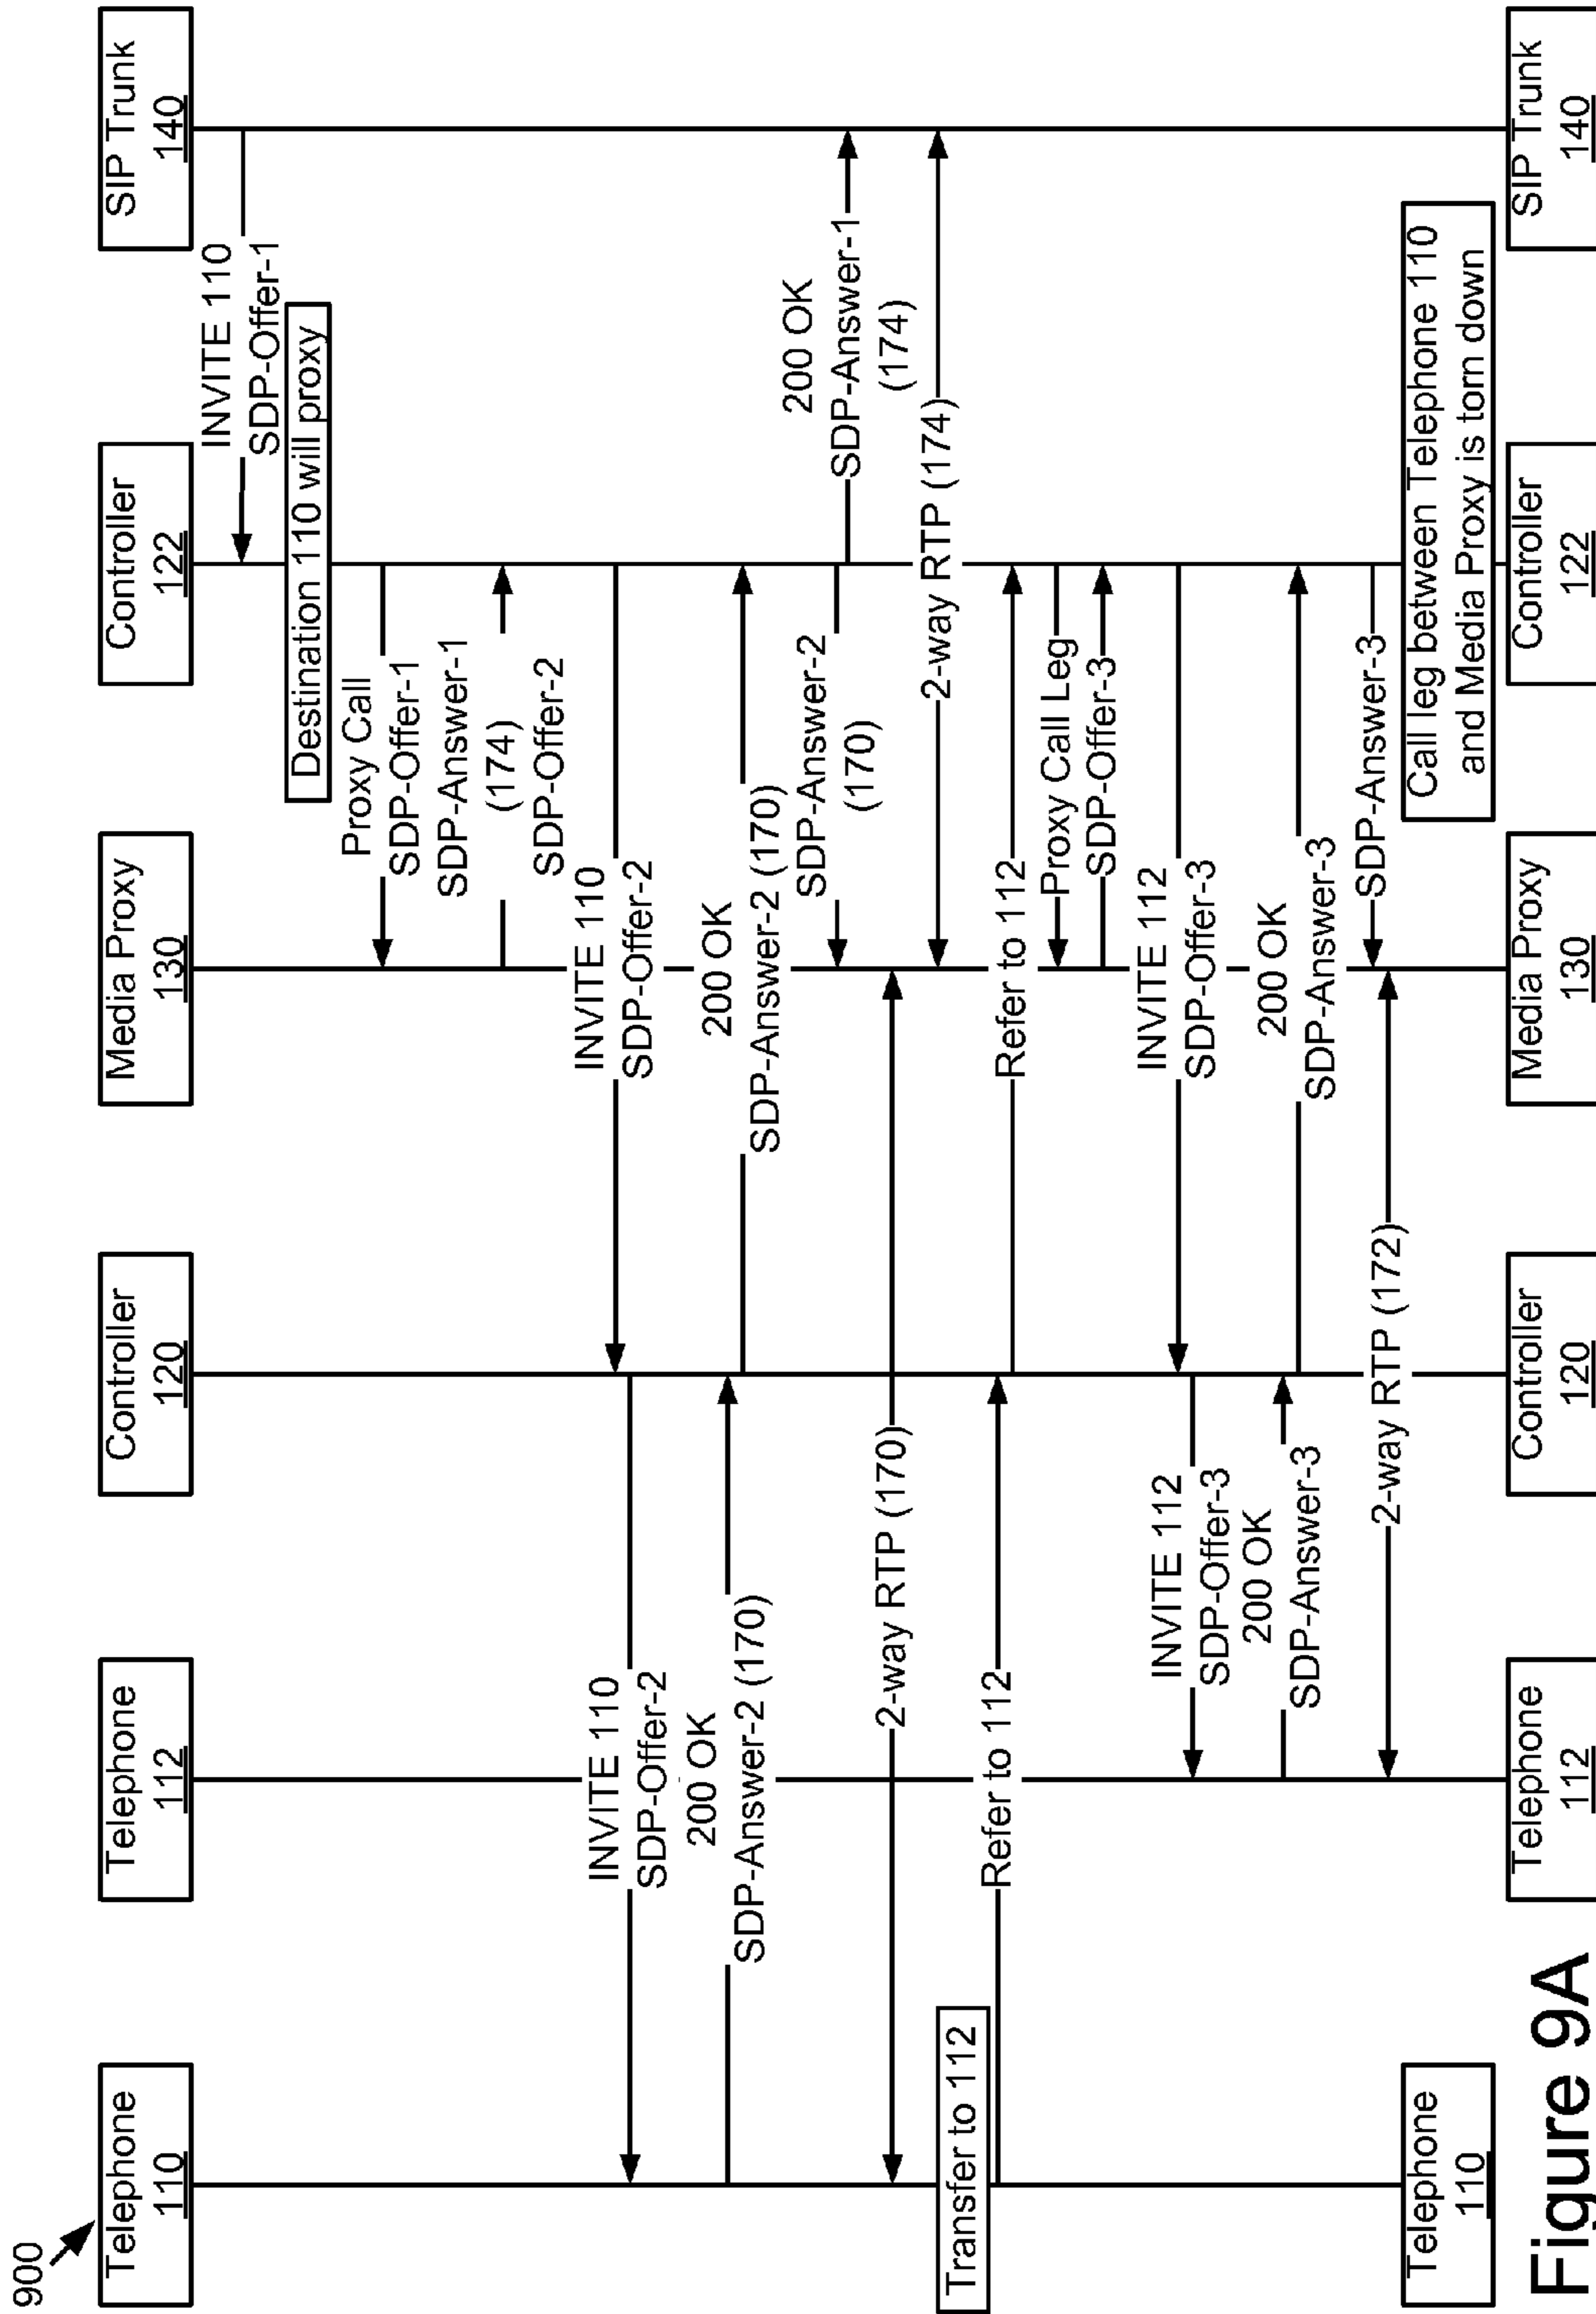 900
Telephone
110
Telephone
112
Controller
120
Media Proxy
130
Controller
122
SIP Trunk
140
INVITE 110
SDP-Offer-1
Destination 110 will proxy
Proxy Call
SDP-Offer-1
SDP-Answer-1
(174)
SDP-Offer-2
INVITE 110
SDP-Offer-2
INVITE 110
SDP-Offer-2
200 OK
SDP-Answer-2 (170)
200 OK
SDP-Answer-2 (170)
SDP-Answer-2
(170)
200 OK
SDP-Answer-1
(174)
2-way RTP (170)
2-way RTP (174)
Transfer to 112
Refer to 112
Refer to 112
Proxy Call Leg
SDP-Offer-3
INVITE 112
SDP-Offer-3
INVITE 112
SDP-Offer-3
200 OK
SDP-Answer-3
200 OK
SDP-Answer-3
SDP-Answer-3
2-way RTP (172)
Call leg between Telephone 110
and Media Proxy is torn down
Telephone
110
Telephone
112
Controller
120
Media Proxy
130
Controller
122
SIP Trunk
140
Figure 9A